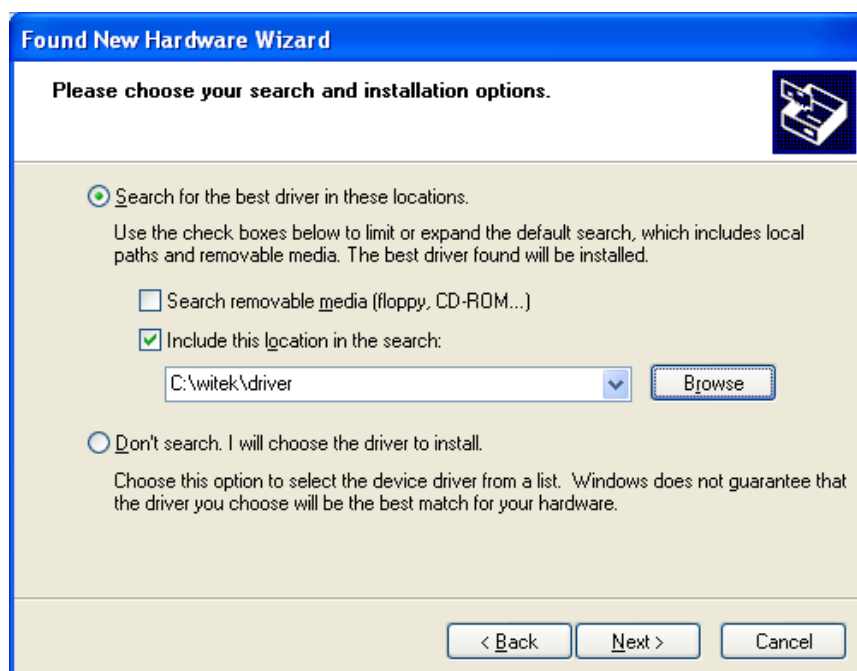 Found New Hardware Wizard
Please choose your search and installation options.
Search for the best driver in these locations.
Use the check boxes below to limit or expand the default search, which includes local
paths and removable media. The best driver found will be installed.
Search removable media (floppy, CD-ROM...)
Include this location in the search:
C:\witek\driver
Browse
Don't search. I will choose the driver to install.
Choose this option to select the device driver from a list.  Windows does not guarantee that
the driver you choose will be the best match for your hardware.
< Back
Next >
Cancel